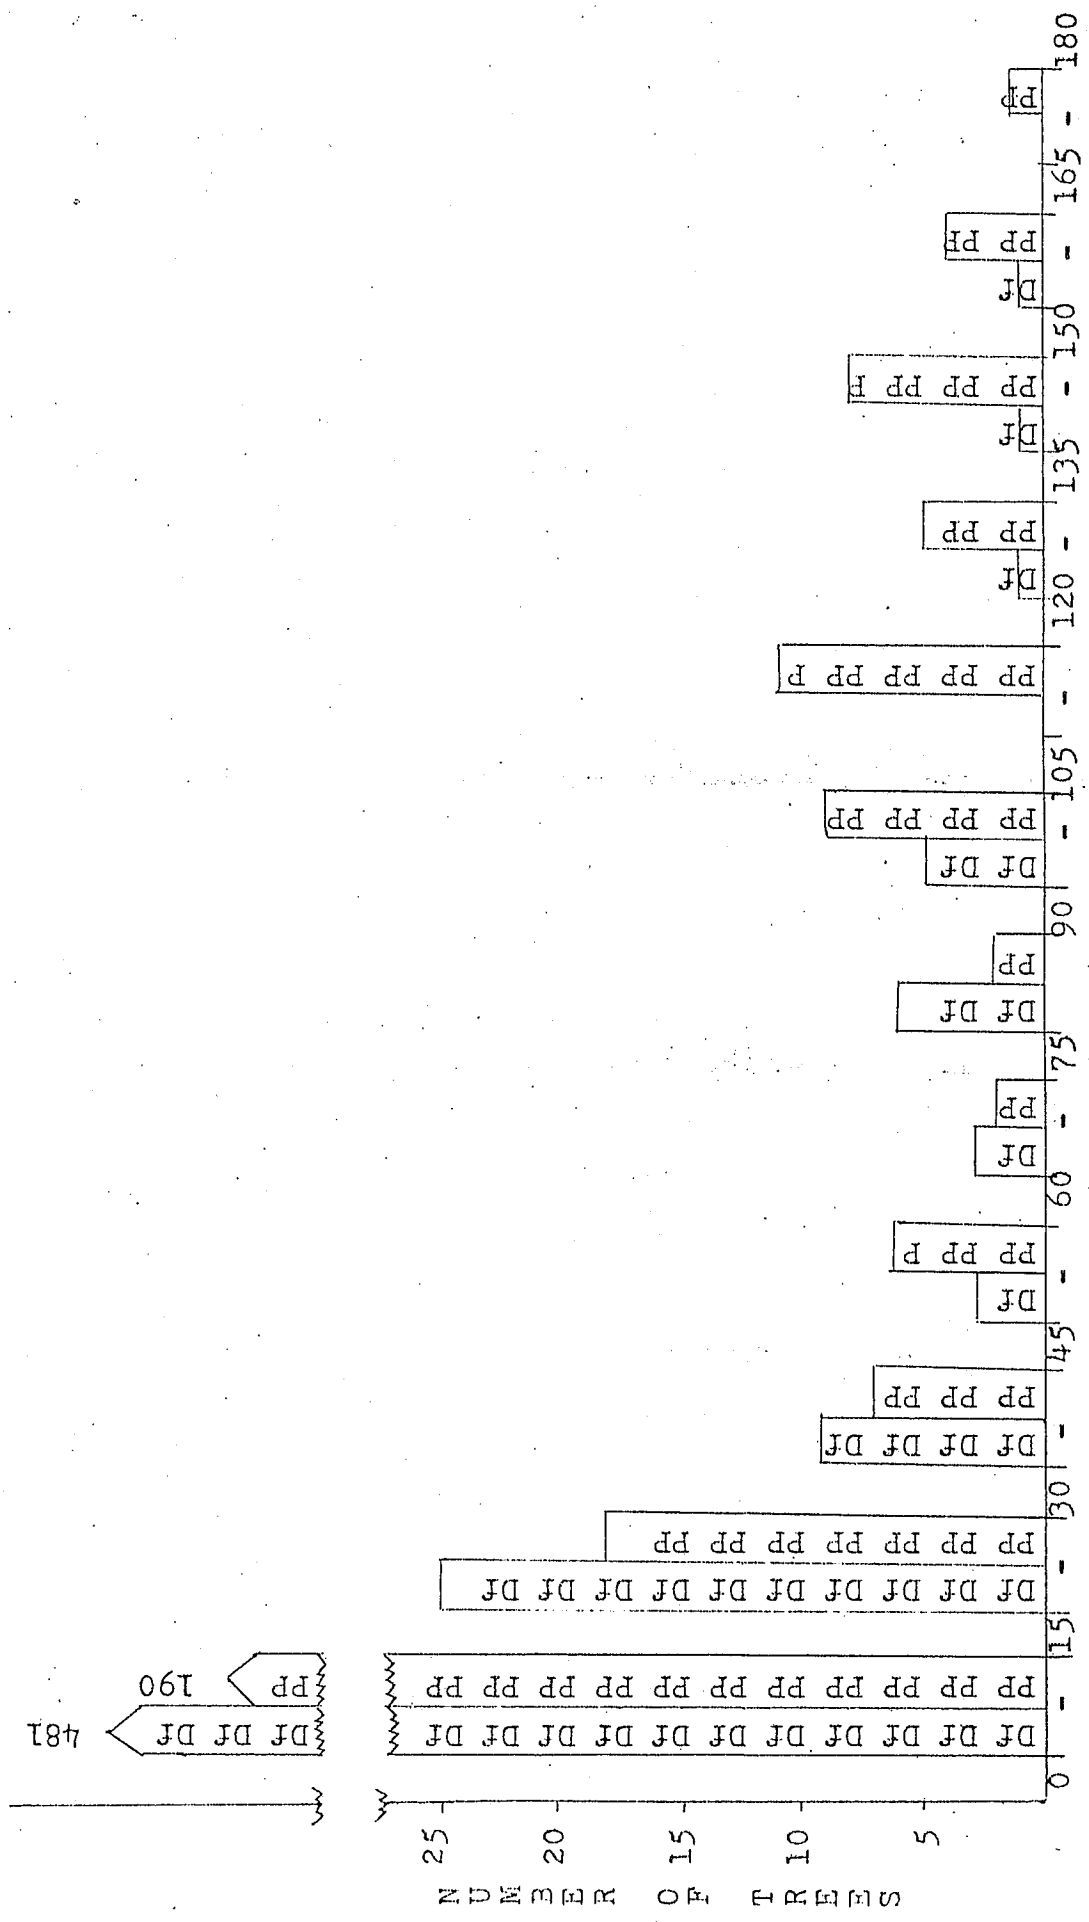 481
190
Df Df Df Df Df Df Df Df Df Df Df Df Df Df
PP PP PP PP PP PP PP PP PP PP PP PP
Df Df Df Df Df Df Df Df Df Df
PP PP PP PP PP PP PP
Df Df Df Df
PP PP PP
Df
PP PP P
Df
PP
Df Df
PP
Df Df
PP PP PP PP
PP PP PP PP P
Df
PP PP
Df
PP PP PP P
Df
PP PP
PP
25
20
15
10
5
NUMBER OF TREES
0 - 15 - 30 - 45 - 60 - 75 - 90 - 105 - 120 - 135 - 150 - 165 - 180